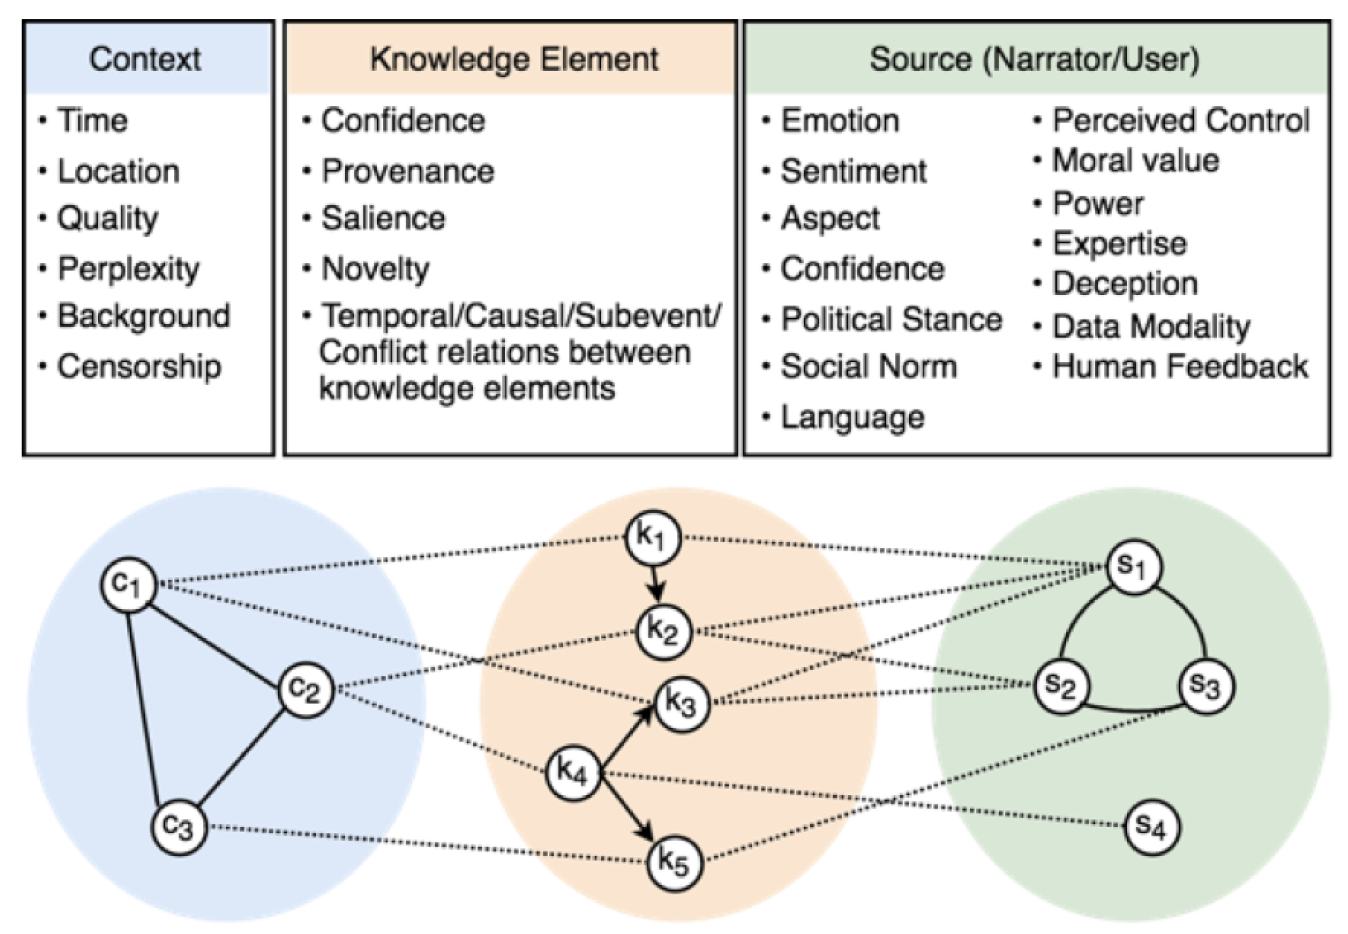 Context
• Time
• Location
• Quality
• Perplexity
• Background
• Censorship
Knowledge Element
• Confidence
• Provenance
• Salience
• Novelty
• Temporal/Causal/Subevent/
Conflict relations between
knowledge elements
Source (Narrator/User)
• Emotion
• Sentiment
• Aspect
• Confidence
• Political Stance
• Social Norm
• Language
• Perceived Control
• Moral value
• Power
• Expertise
• Deception
• Data Modality
• Human Feedback
c1
c2
c3
k1
k2
k3
k4
k5
s1
s2
s3
s4